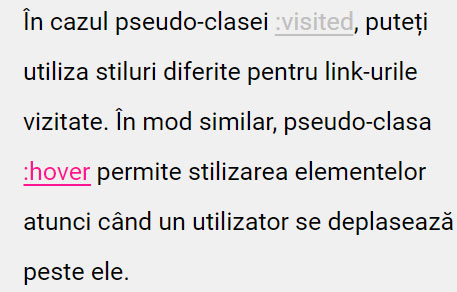 În cazul pseudo-clasei :visited, puteți
utiliza stiluri diferite pentru link-urile
vizitate. În mod similar, pseudo-clasa
:hover permite stilizarea elementelor
atunci când un utilizator se deplasează
peste ele.